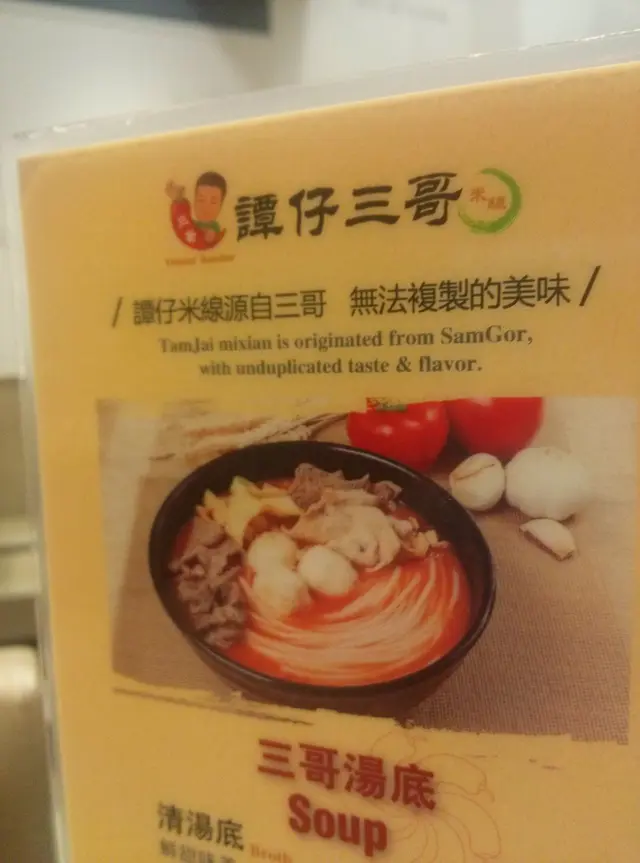 譚仔三哥 米線
/ 譚仔米線源自三哥 無法複製的美味 /
TamJai mixian is originated from SamGor,
with unduplicated taste & flavor.
三哥湯底
Soup
清湯底
Broth